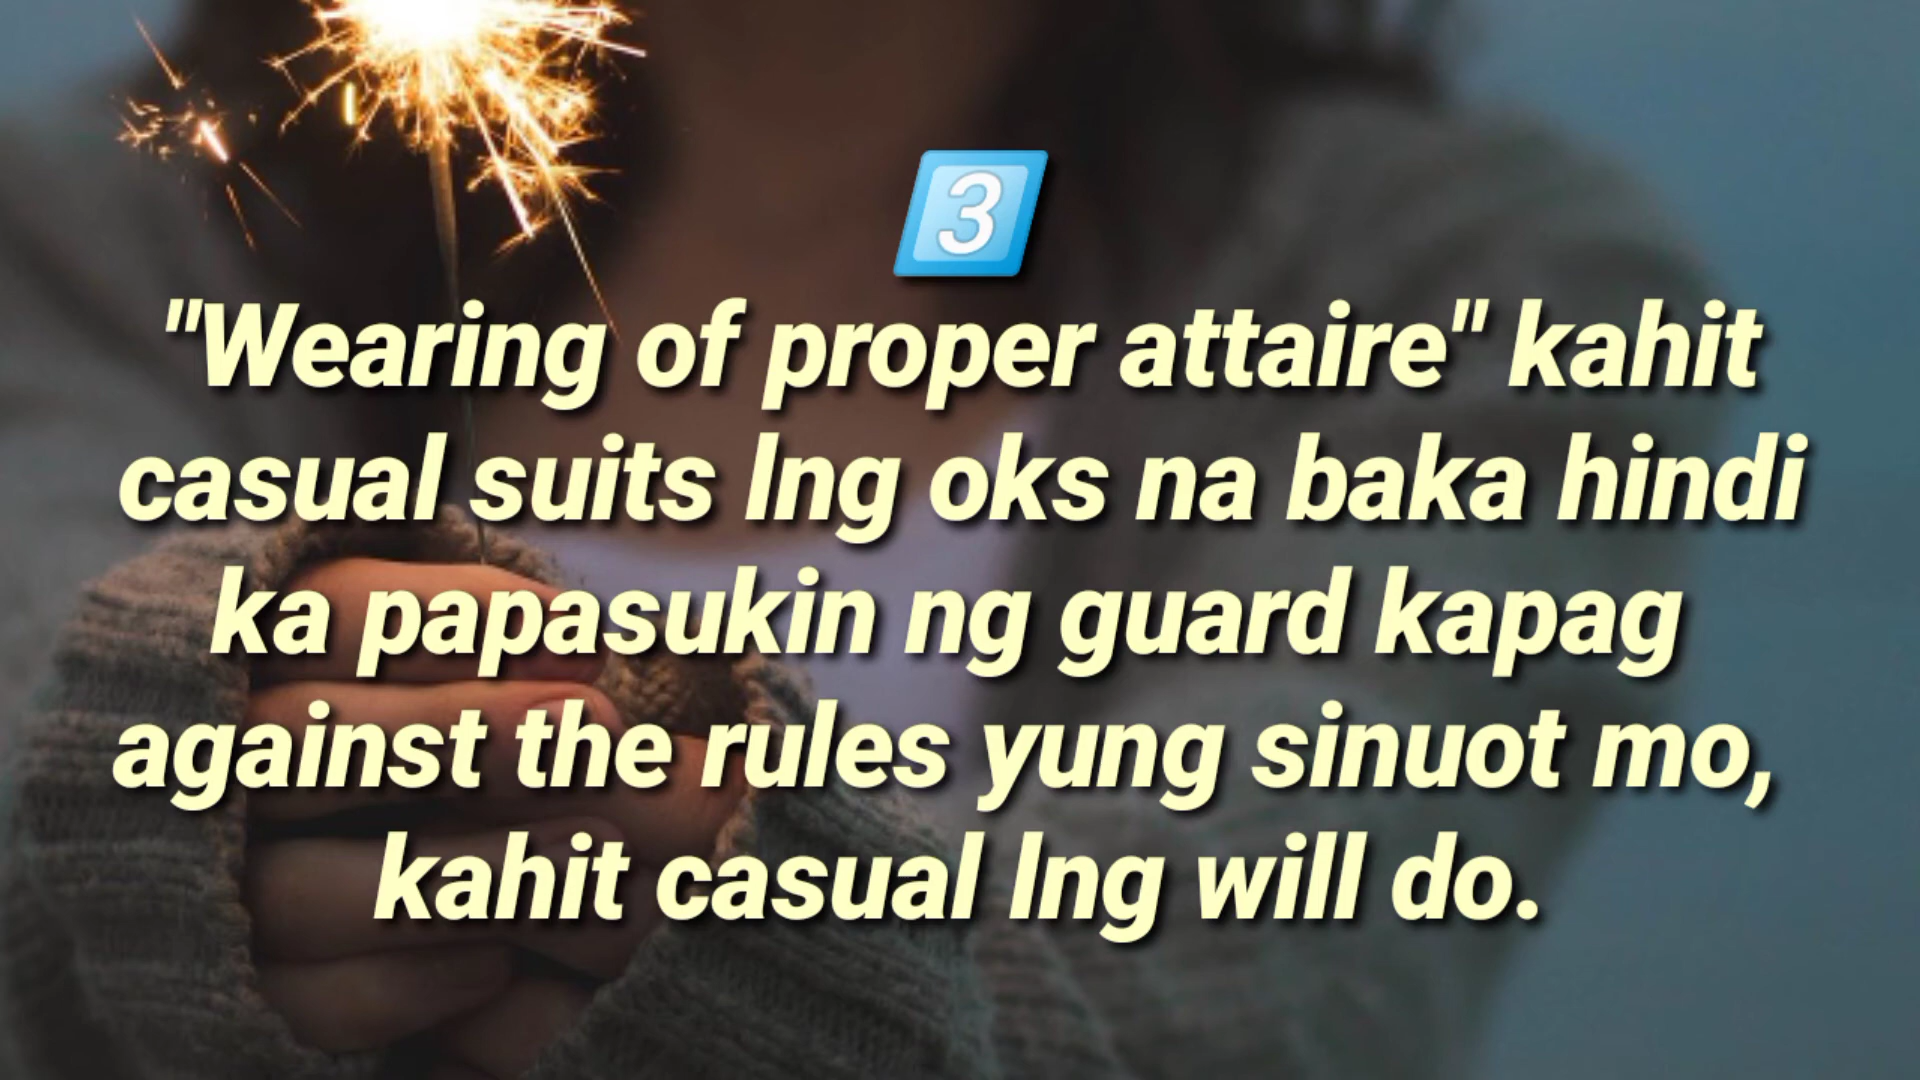 3
"Wearing of proper attaire" kahit
casual suits lng oks na baka hindi
ka papasukin ng guard kapag
against the rules yung sinuot mo,
kahit casual lng will do.